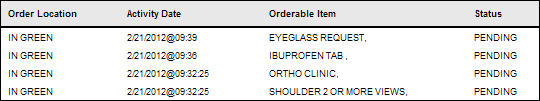 Order Location Activity Date Orderable Item Status
IN GREEN 2/21/2012@09:39 EYEGLASS REQUEST, PENDING
IN GREEN 2/21/2012@09:36 IBUPROFEN TAB , PENDING
IN GREEN 2/21/2012@09:32:25 ORTHO CLINIC, PENDING
IN GREEN 2/21/2012@09:32:25 SHOULDER 2 OR MORE VIEWS, PENDING